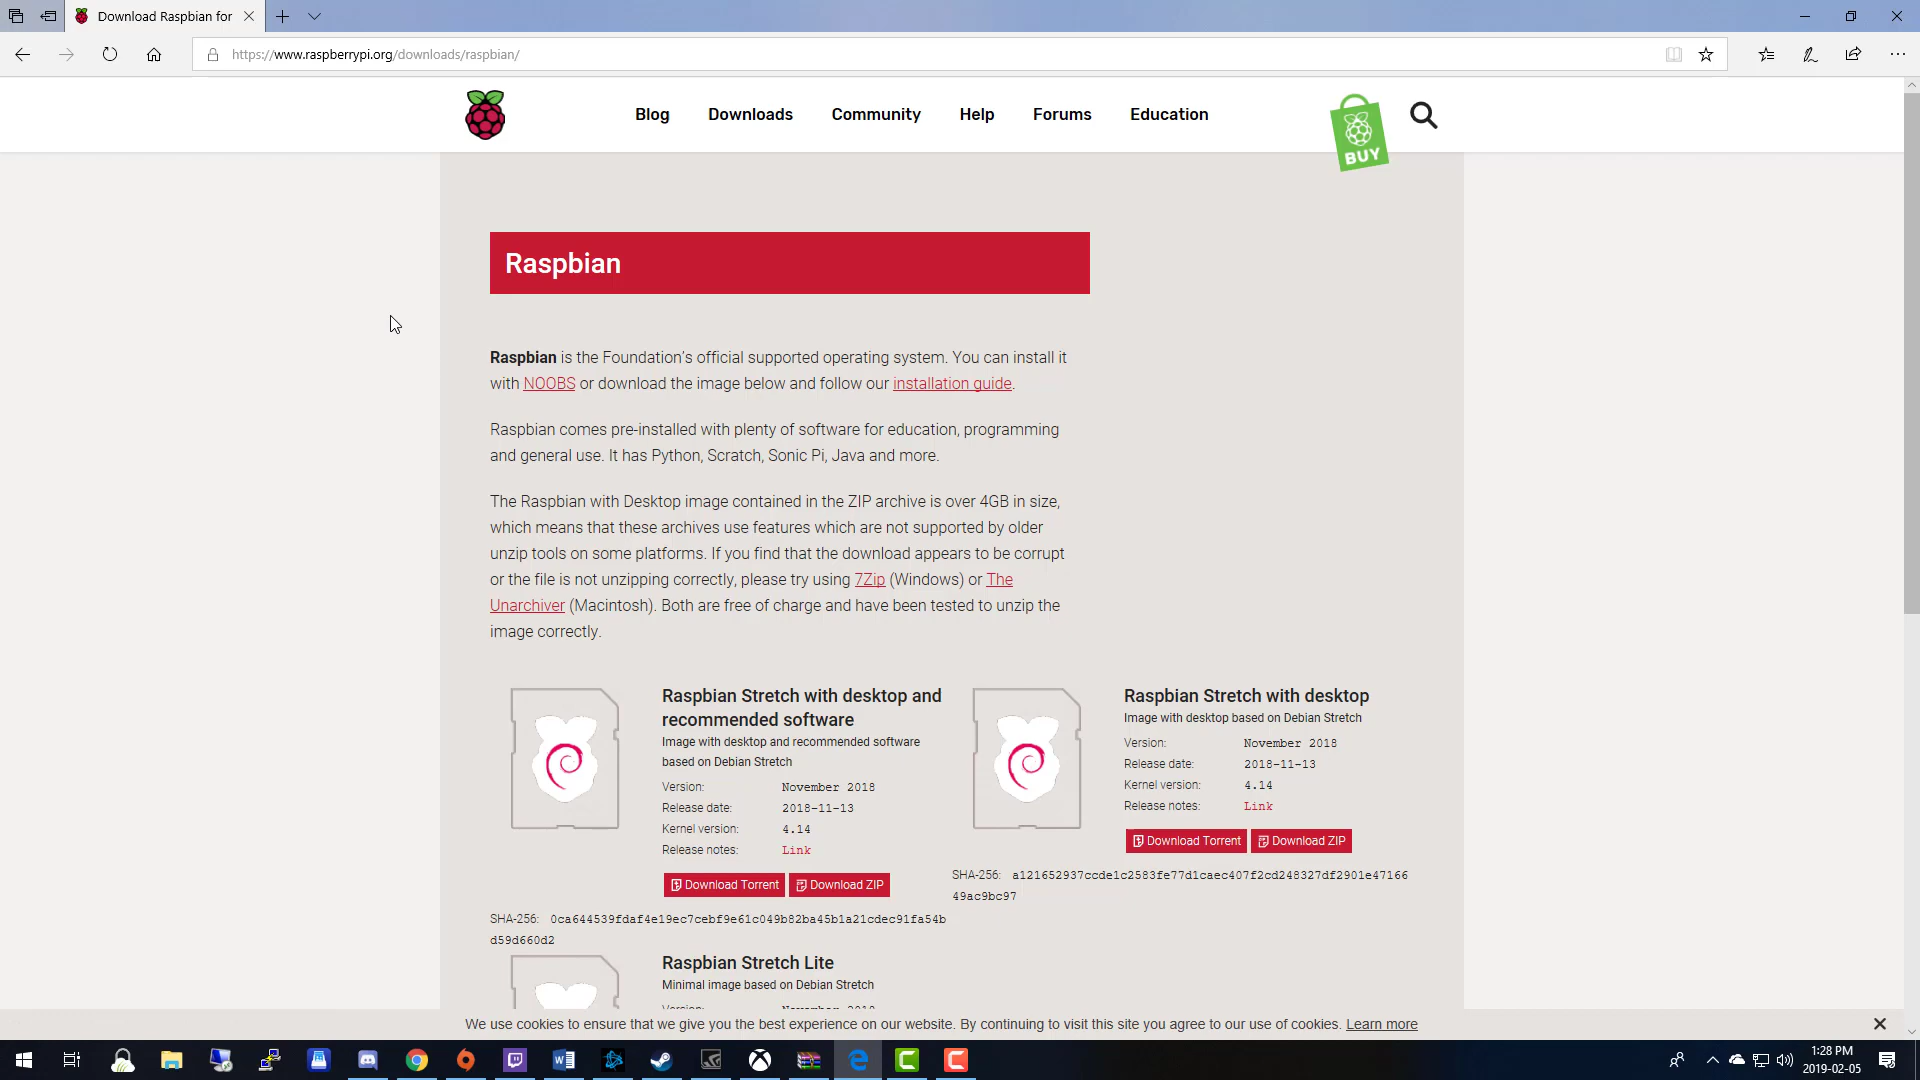 Download Raspbian for
https://www.raspberrypi.org/downloads/raspbian/
Blog Downloads Community Help Forums Education
BUY
Raspbian
Raspbian is the Foundation's official supported operating system. You can install it
with NOOBS or download the image below and follow our installation guide.
Raspbian comes pre-installed with plenty of software for education, programming
and general use. It has Python, Scratch, Sonic Pi, Java and more.
The Raspbian with Desktop image contained in the ZIP archive is over 4GB in size,
which means that these archives use features which are not supported by older
unzip tools on some platforms. If you find that the download appears to be corrupt
or the file is not unzipping correctly, please try using 7Zip (Windows) or The
Unarchiver (Macintosh). Both are free of charge and have been tested to unzip the
image correctly.
Raspbian Stretch with desktop and
recommended software
Image with desktop and recommended software
based on Debian Stretch
Version: November 2018
Release date: 2018-11-13
Kernel version: 4.14
Release notes: Link
Download Torrent Download ZIP
SHA-256: 0ca644539fdaf4e19ec7cebf9e61c049b82ba45b1a21cdec91fa54b
d59d660d2
Raspbian Stretch with desktop
Image with desktop based on Debian Stretch
Version: November 2018
Release date: 2018-11-13
Kernel version: 4.14
Release notes: Link
Download Torrent Download ZIP
SHA-256: a121652937ccde1c2583fe77d1caec407f2cd248327df2901e47166
49ac9bc97
Raspbian Stretch Lite
Minimal image based on Debian Stretch
Version: November 2018
We use cookies to ensure that we give you the best experience on our website. By continuing to visit this site you agree to our use of cookies. Learn more
1:28 PM
2019-02-05